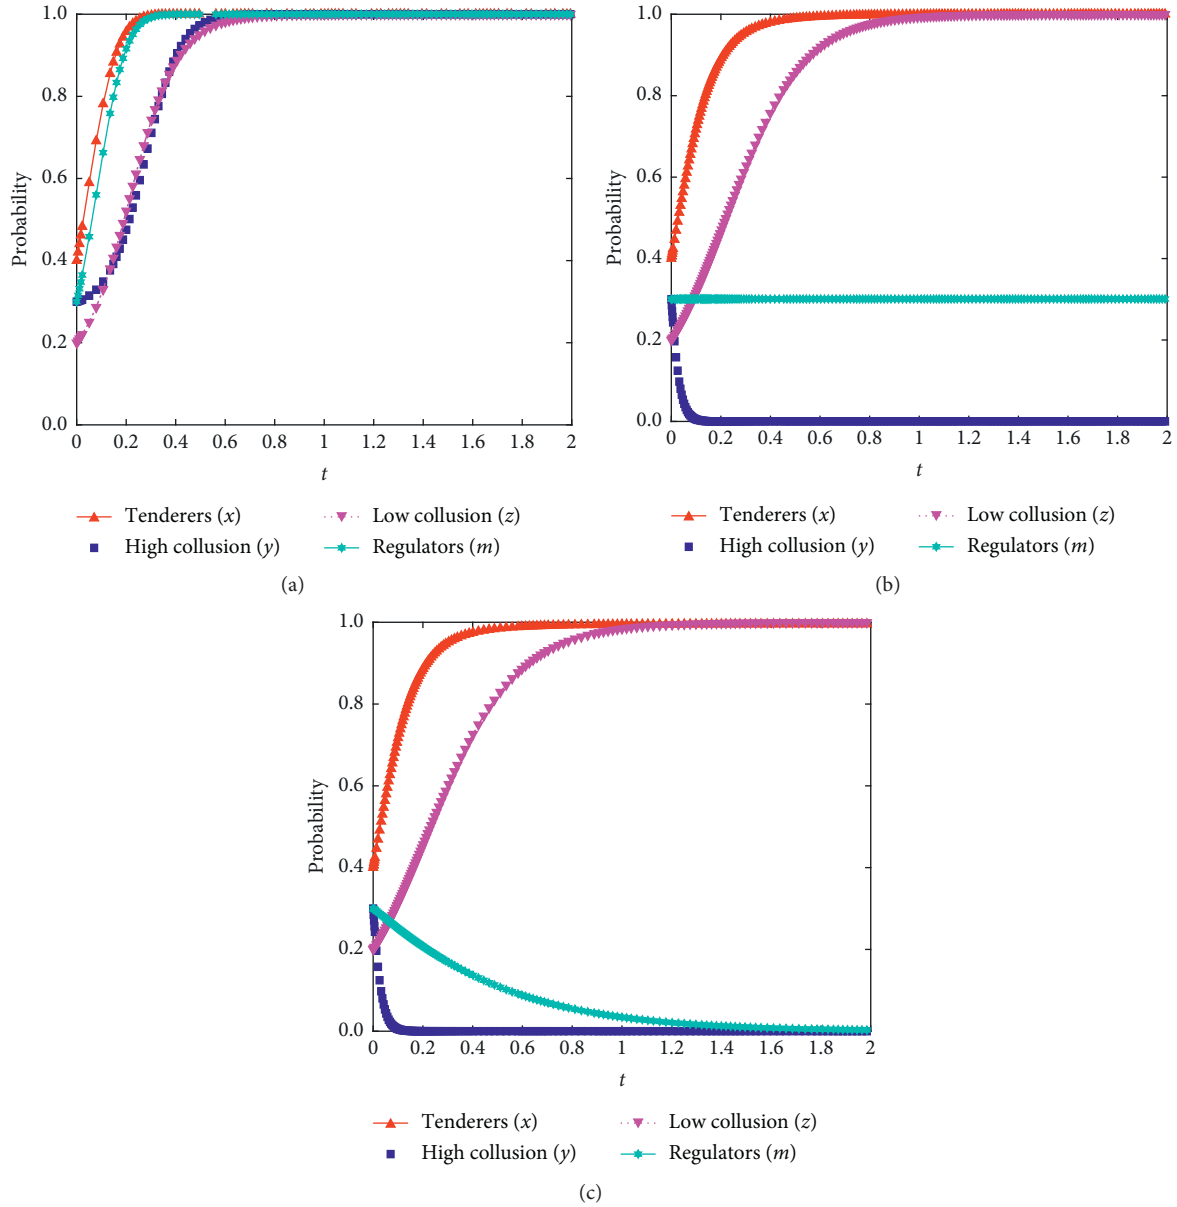 1.0
0.8
0.6
0.4
0.2
0.0
Probability
0 0.2 0.4 0.6 1 1.2 1.4 1.6 1.8 2
t
Tenderers (x)
High collusion (y)
Low collusion (z)
Regulators (m)
(a)
1.0
0.8
0.6
0.4
0.2
0.0
Probability
0 0.2 0.4 0.6 0.8 1 1.2 1.4 1.6 1.8 2
t
Tenderers (x)
High collusion (y)
Low collusion (z)
Regulators (m)
(b)
1.0
0.8
0.6
0.4
0.2
0.0
Probability
0 0.2 0.4 0.6 0.8 1 1.2 1.4 1.6 1.8 2
t
Tenderers (x)
High collusion (y)
Low collusion (z)
Regulators (m)
(c)